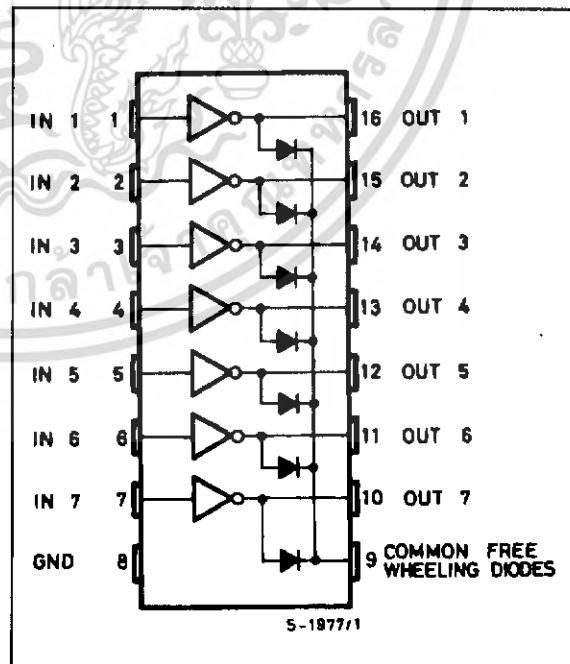 IN 1 1 16 OUT 1
IN 2 2 15 OUT 2
IN 3 3 14 OUT 3
IN 4 4 13 OUT 4
IN 5 5 12 OUT 5
IN 6 6 11 OUT 6
IN 7 7 10 OUT 7
GND 8 9 COMMON FREE
WHEELING DIODES
S-1977/1